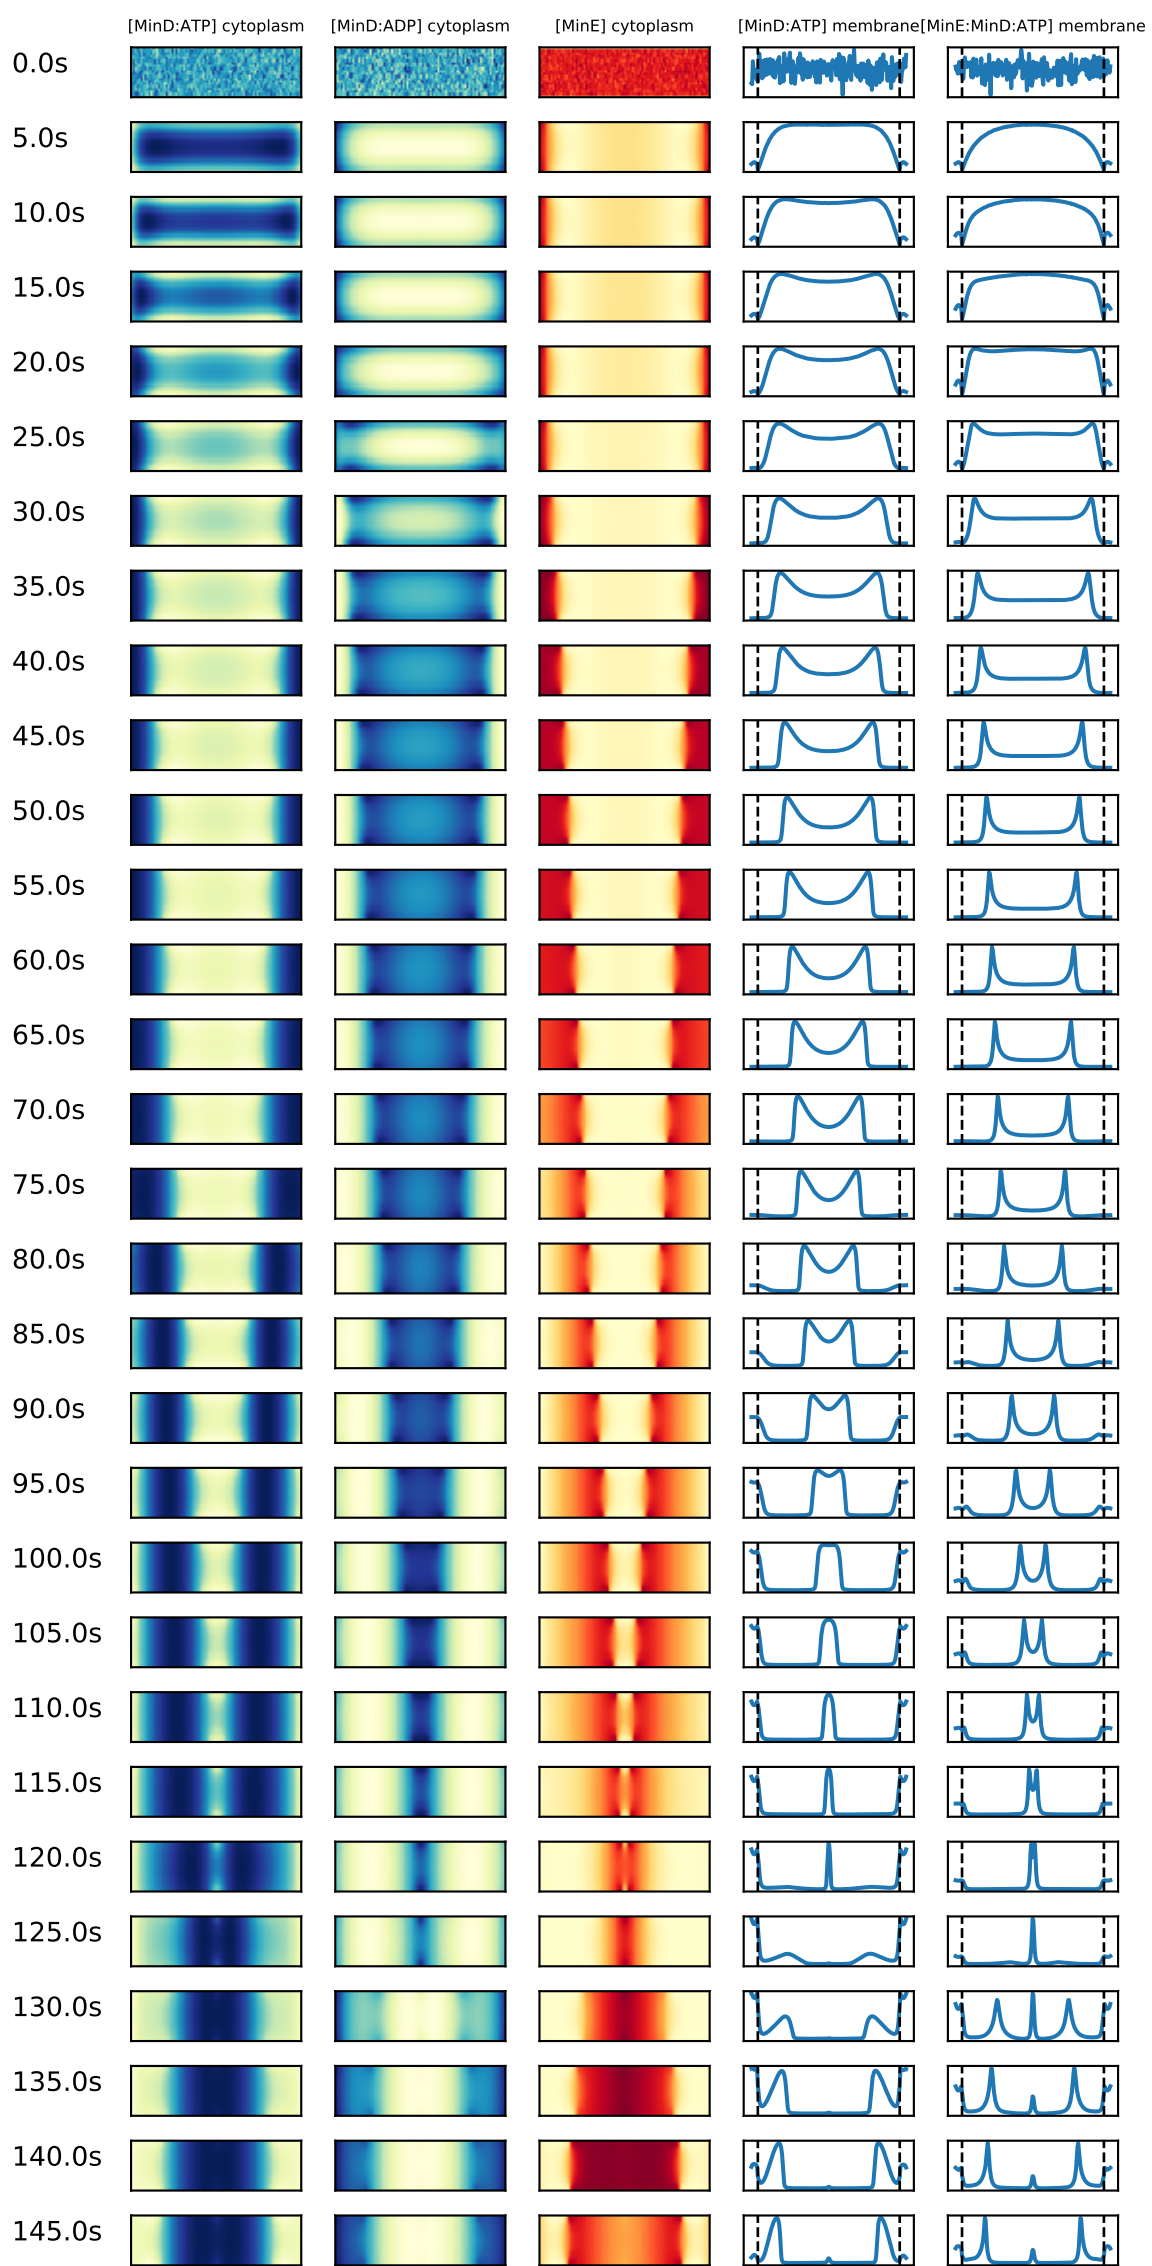 [MinD:ATP] cytoplasm [MinD:ADP] cytoplasm [MinE] cytoplasm [MinD:ATP] membrane [MinE:MinD:ATP] membrane
0.0s
5.0s
10.0s
15.0s
20.0s
25.0s
30.0s
35.0s
40.0s
45.0s
50.0s
55.0s
60.0s
65.0s
70.0s
75.0s
80.0s
85.0s
90.0s
95.0s
100.0s
105.0s
110.0s
115.0s
120.0s
125.0s
130.0s
135.0s
140.0s
145.0s